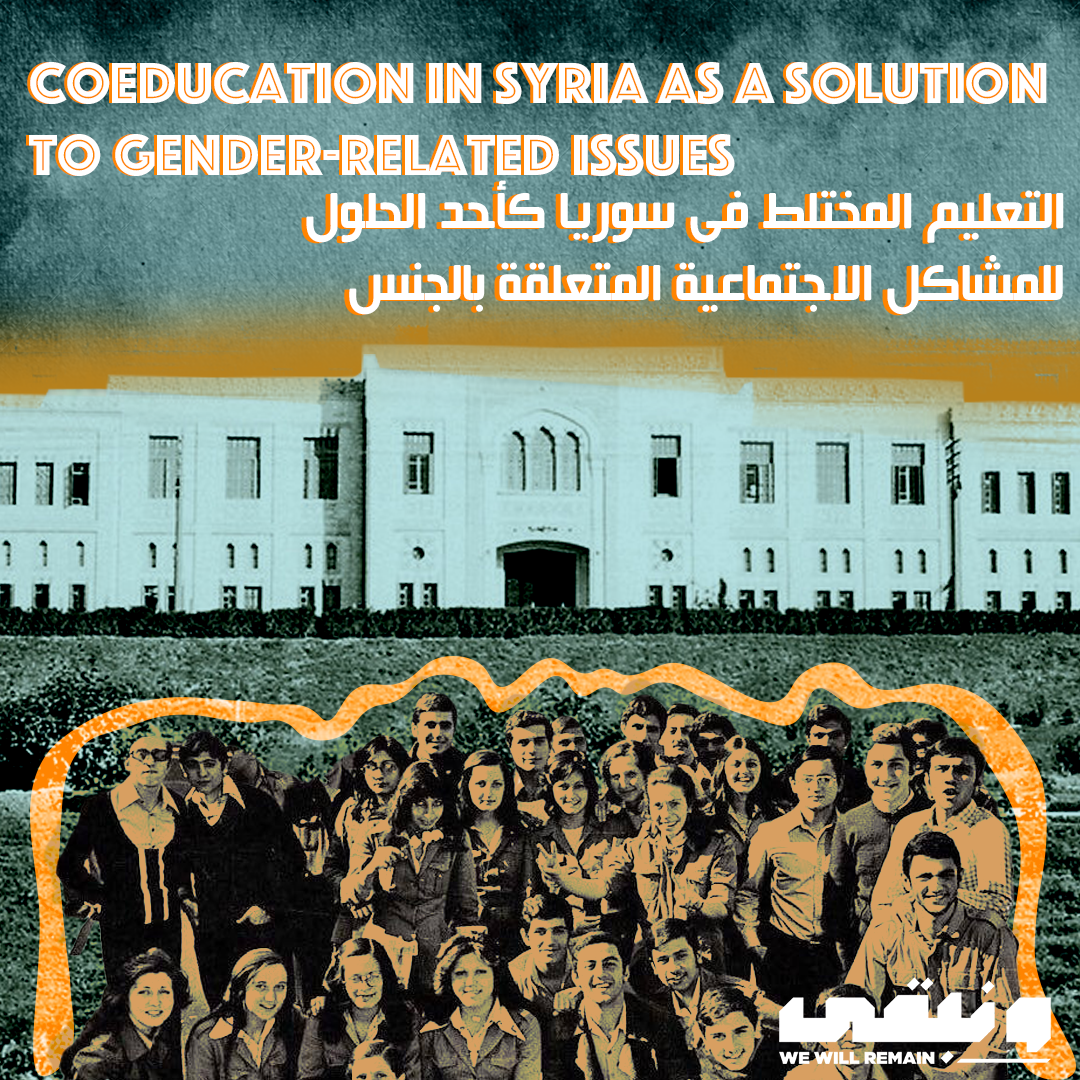 COEDUCATION IN SYRIA AS A SOLUTION
TO GENDER-RELATED ISSUES
التعليم المختلط في سوريا كأحد الحلول
للمشاكل الاجتماعية المتعلقة بالجنس
ونبقى
WE WILL REMAIN